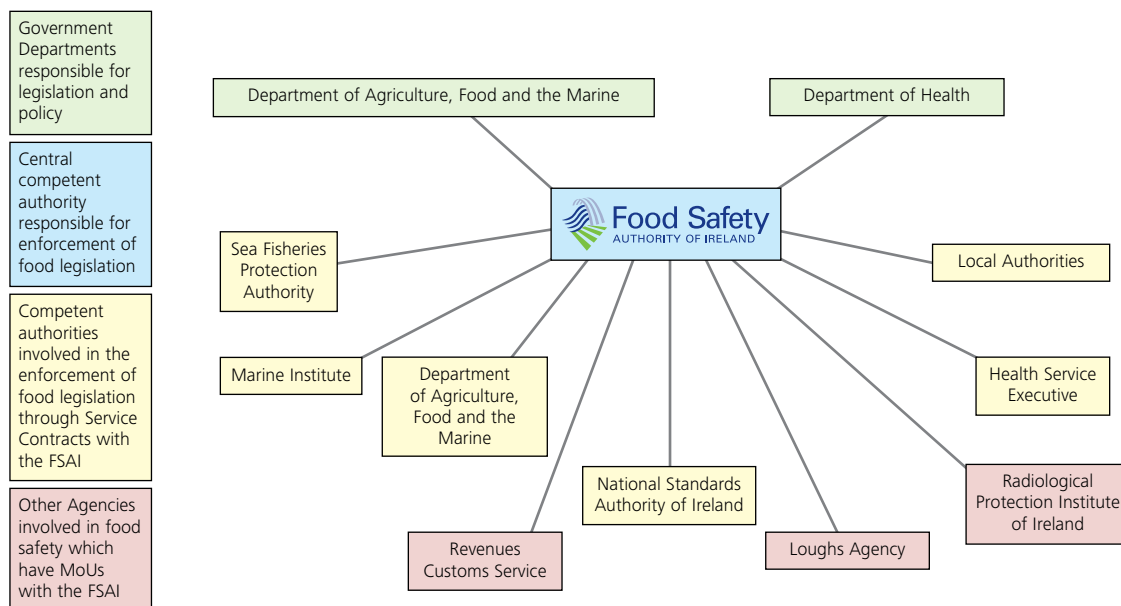 Government
Departments
responsible for
legislation and
policy
Central
competent
authority
responsible for
enforcement of
food legislation
Competent
authorities
involved in the
enforcement of
food legislation
through Service
Contracts with
the FSAI
Other Agencies
involved in food
safety which
have MoUs
with the FSAI
Department of Agriculture, Food and the Marine
Department of Health
Food Safety
AUTHORITY OF IRELAND
Sea Fisheries
Protection
Authority
Local Authorities
Marine Institute
Department
of Agriculture,
Food and the
Marine
Health Service
Executive
National Standards
Authority of Ireland
Radiological
Protection Institute
of Ireland
Revenues
Customs Service
Loughs Agency